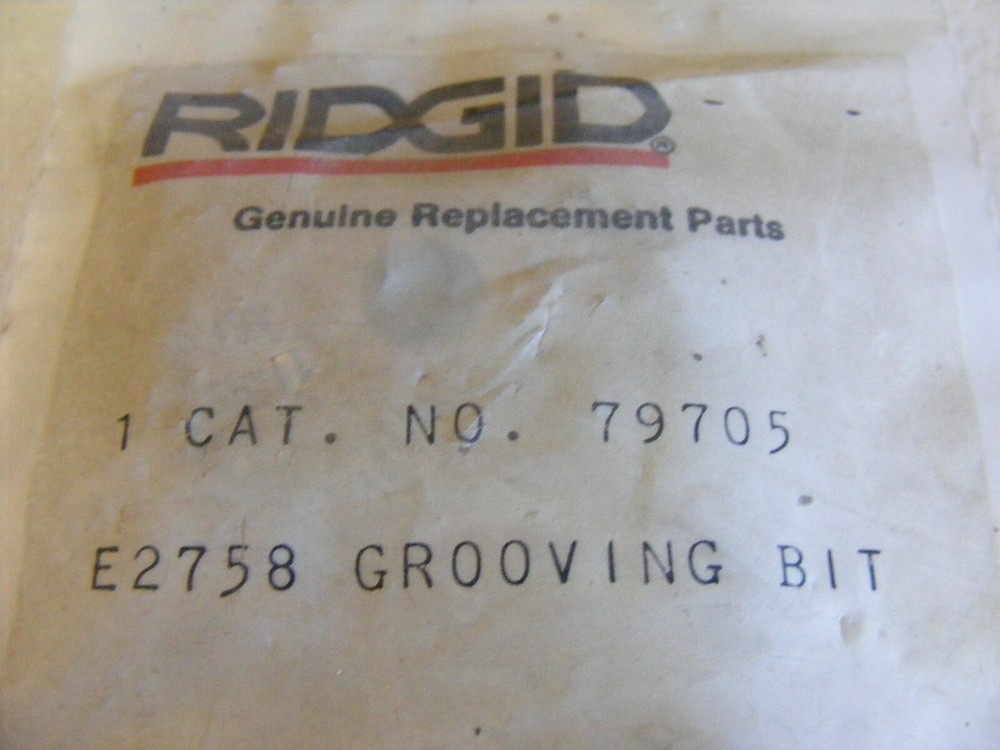 RIDGID®
Genuine Replacement Parts
1 CAT. NO. 79705
E2758 GROOVING BIT